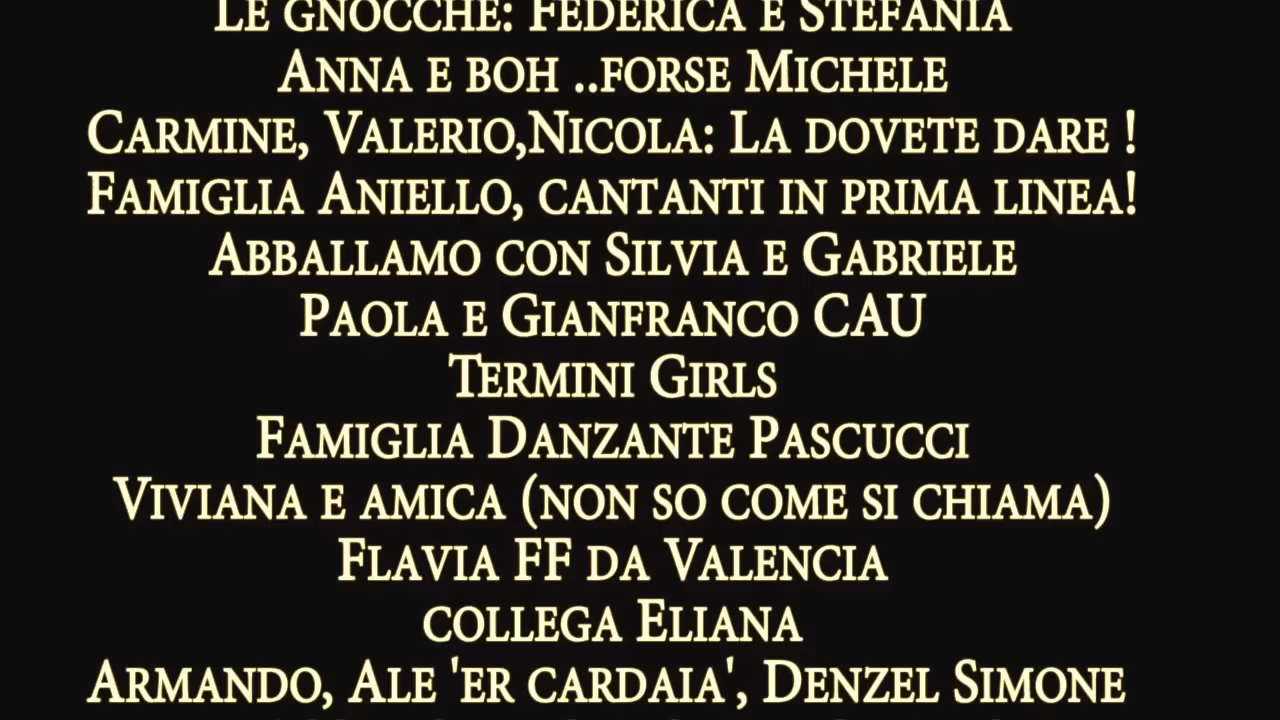 Le gnocche: Federica e Stefania
Anna e boh ..forse Michele
Carmine, Valerio,Nicola: La dovete dare !
Famiglia Aniello, cantanti in prima linea!
Abballamo con Silvia e Gabriele
Paola e Gianfranco CAU
Termini Girls
Famiglia Danzante Pascucci
Viviana e amica (non so come si chiama)
Flavia FF da Valencia
collega Eliana
Armando, Ale 'er cardaia', Denzel Simone